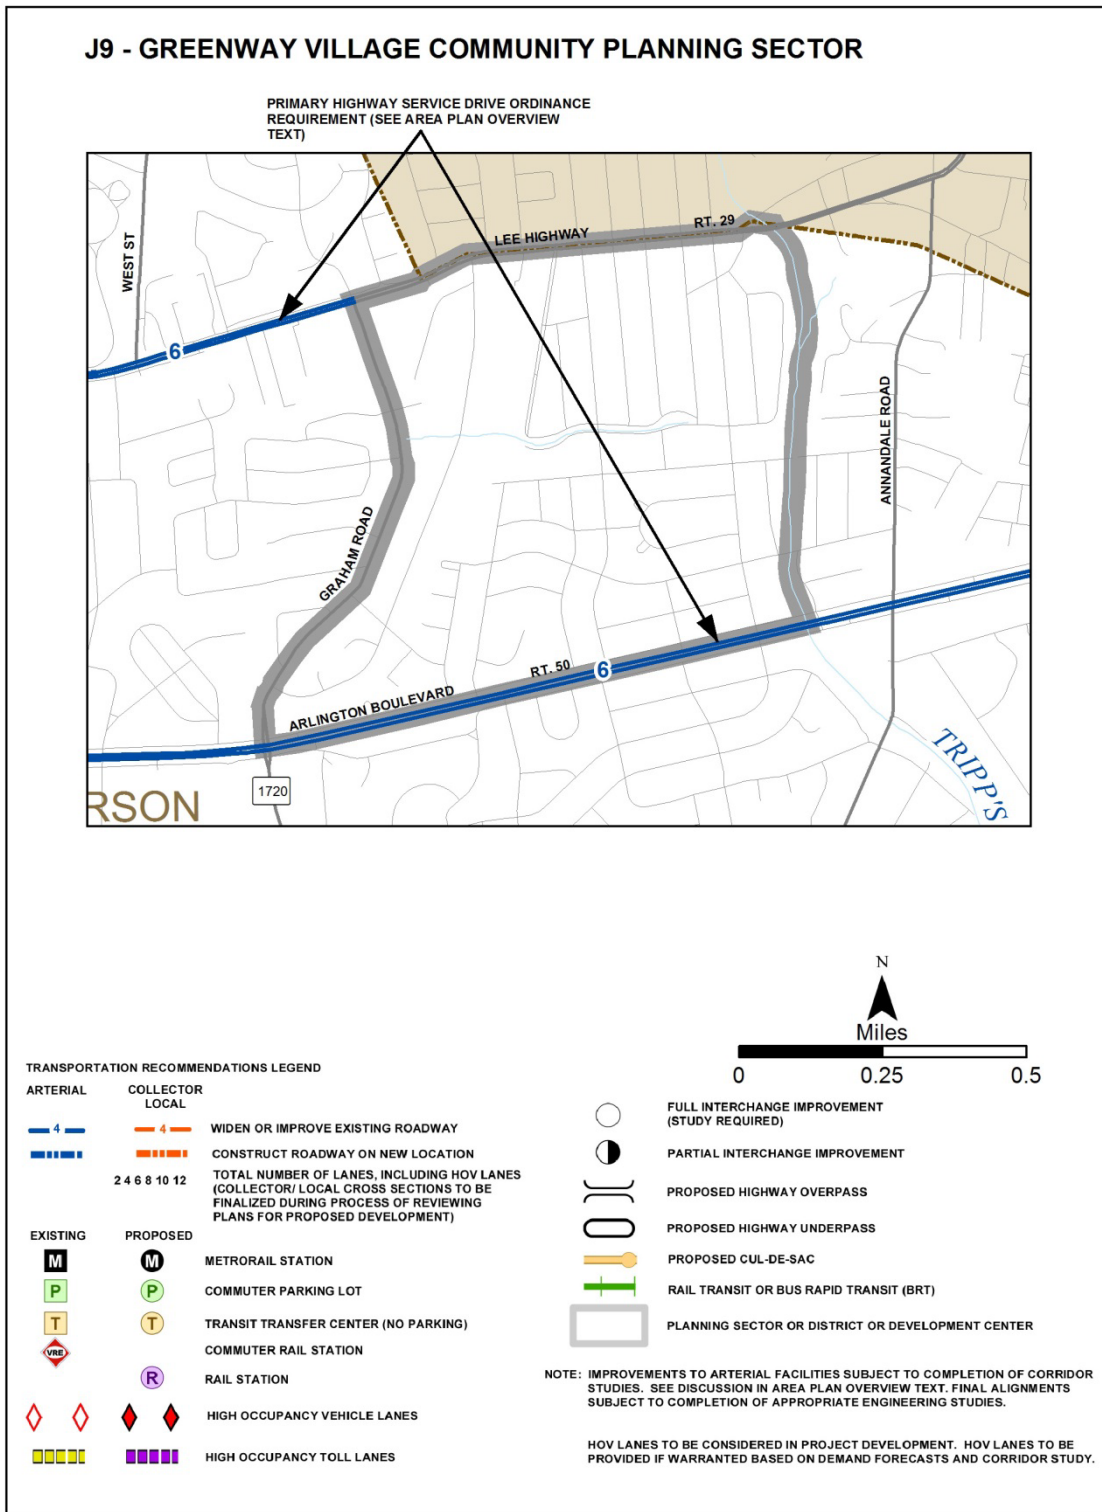 J9 - GREENWAY VILLAGE COMMUNITY PLANNING SECTOR
PRIMARY HIGHWAY SERVICE DRIVE ORDINANCE
REQUIREMENT (SEE AREA PLAN OVERVIEW
TEXT)
WEST ST
LEE HIGHWAY
RT. 29
6
ANNANDALE ROAD
GRAHAM ROAD
ARLINGTON BOULEVARD
RT. 50
6
1720
RSON
TRIPP'S
N
Miles
0 0.25 0.5
TRANSPORTATION RECOMMENDATIONS LEGEND
ARTERIAL
COLLECTOR
LOCAL
4 4 WIDEN OR IMPROVE EXISTING ROADWAY
CONSTRUCT ROADWAY ON NEW LOCATION
2 4 6 8 10 12 TOTAL NUMBER OF LANES, INCLUDING HOV LANES
(COLLECTOR/ LOCAL CROSS SECTIONS TO BE
FINALIZED DURING PROCESS OF REVIEWING
PLANS FOR PROPOSED DEVELOPMENT)
EXISTING PROPOSED
M M METRORAIL STATION
P P COMMUTER PARKING LOT
T T TRANSIT TRANSFER CENTER (NO PARKING)
VRE COMMUTER RAIL STATION
R RAIL STATION
HIGH OCCUPANCY VEHICLE LANES
HIGH OCCUPANCY TOLL LANES
FULL INTERCHANGE IMPROVEMENT
(STUDY REQUIRED)
PARTIAL INTERCHANGE IMPROVEMENT
PROPOSED HIGHWAY OVERPASS
PROPOSED HIGHWAY UNDERPASS
PROPOSED CUL-DE-SAC
RAIL TRANSIT OR BUS RAPID TRANSIT (BRT)
PLANNING SECTOR OR DISTRICT OR DEVELOPMENT CENTER
NOTE: IMPROVEMENTS TO ARTERIAL FACILITIES SUBJECT TO COMPLETION OF CORRIDOR
STUDIES. SEE DISCUSSION IN AREA PLAN OVERVIEW TEXT. FINAL ALIGNMENTS
SUBJECT TO COMPLETION OF APPROPRIATE ENGINEERING STUDIES.
HOV LANES TO BE CONSIDERED IN PROJECT DEVELOPMENT. HOV LANES TO BE
PROVIDED IF WARRANTED BASED ON DEMAND FORECASTS AND CORRIDOR STUDY.